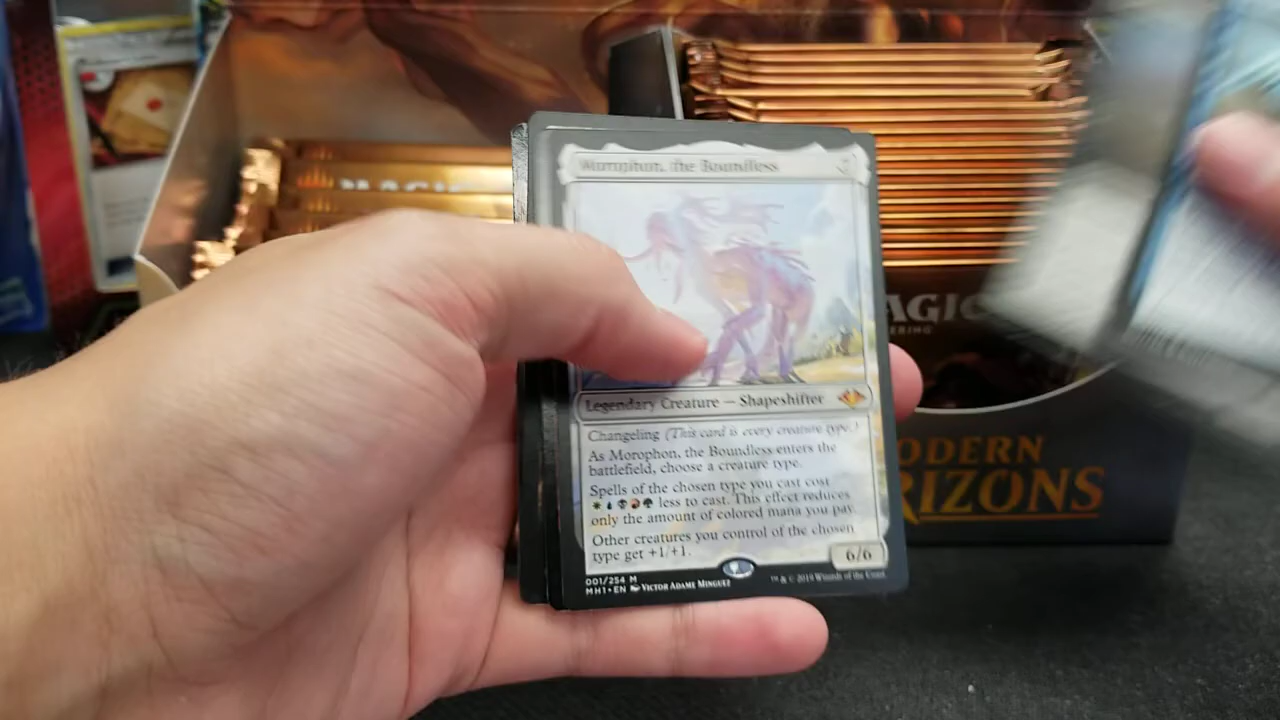 MAGIC
Morophon, the Boundless
7
Legendary Creature — Shapeshifter
Changeling (This card is every creature type.)
As Morophon, the Boundless enters the
battlefield, choose a creature type.
Spells of the chosen type you cast cost
less to cast. This effect reduces
only the amount of colored mana you pay.
Other creatures you control of the chosen
type get +1/+1.
6/6
001/254 M
MH1 • EN Victor Adame Minguez
™ & © 2019 Wizards of the Coast
AGIC
ERING
ODERN
RIZONS